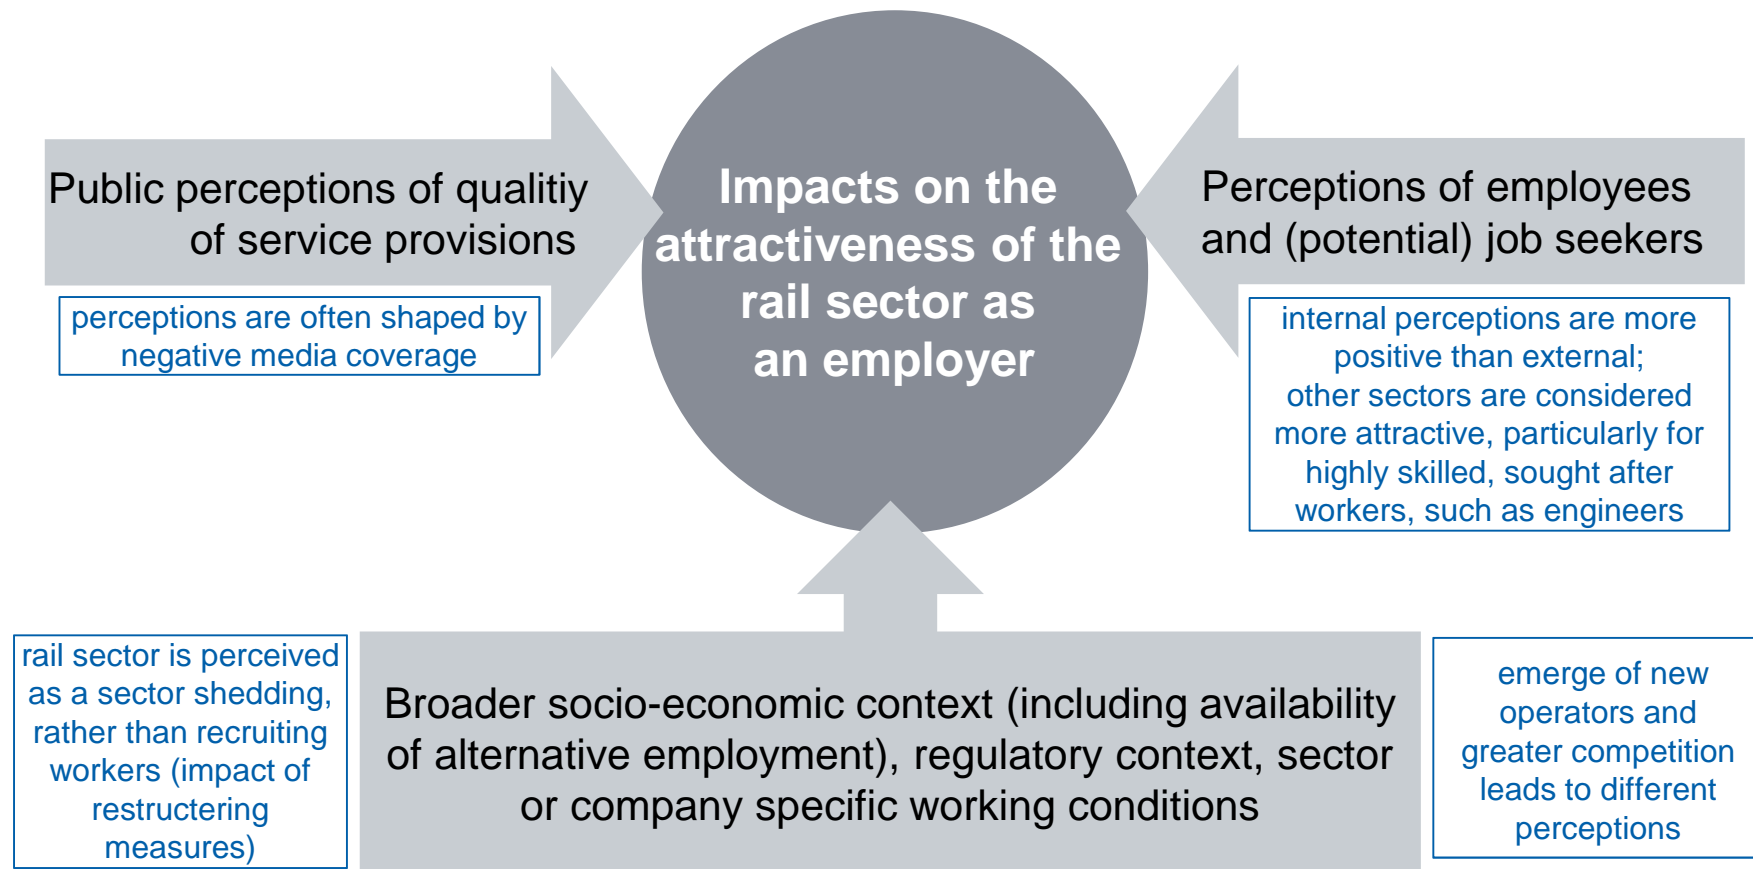 Public perceptions of qualitiy
of service provisions
perceptions are often shaped by
negative media coverage
Impacts on the
attractiveness of the
rail sector as
an employer
Perceptions of employees
and (potential) job seekers
internal perceptions are more
positive than external;
other sectors are considered
more attractive, particularly for
highly skilled, sought after
workers, such as engineers
rail sector is perceived
as a sector shedding,
rather than recruiting
workers (impact of
restructering
measures)
Broader socio-economic context (including availability
of alternative employment), regulatory context, sector
or company specific working conditions
emerge of new
operators and
greater competition
leads to different
perceptions